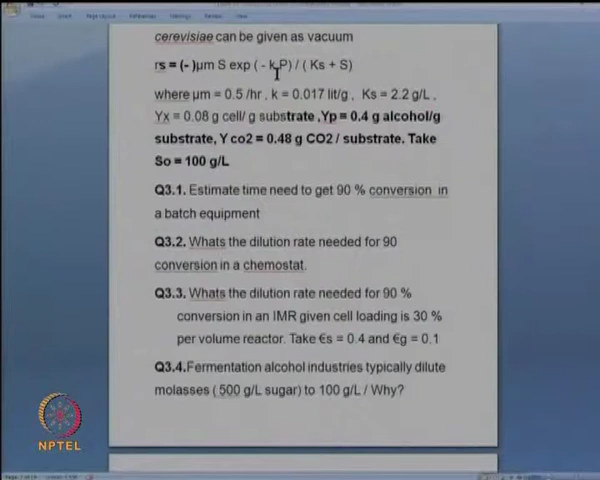 cerevisiae can be given as vacuum
rs = (-)μm S exp ( - k P) / ( Ks + S)
where μm = 0.5 /hr , k = 0.017 lit/g , Ks = 2.2 g/L ,
Yx = 0.08 g cell/ g substrate ,Yp = 0.4 g alcohol/g
substrate, Y co2 = 0.48 g CO2 / substrate. Take
So = 100 g/L
Q3.1. Estimate time need to get 90 % conversion in
a batch equipment
Q3.2. Whats the dilution rate needed for 90
conversion in a chemostat.
Q3.3. Whats the dilution rate needed for 90 %
conversion in an IMR given cell loading is 30 %
per volume reactor. Take €s = 0.4 and €g = 0.1
Q3.4.Fermentation alcohol industries typically dilute
molasses ( 500 g/L sugar) to 100 g/L / Why?
NPTEL